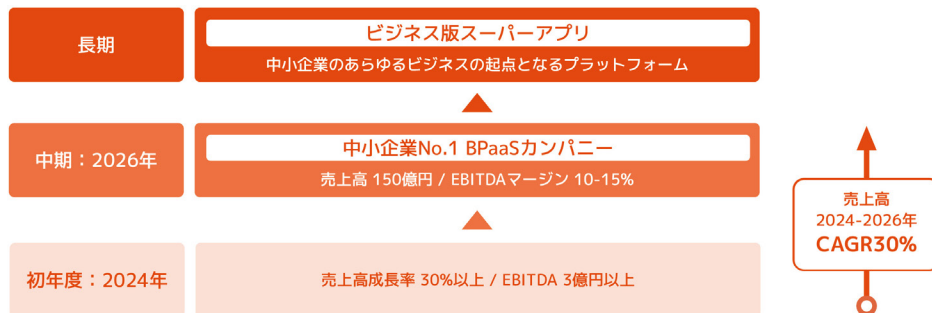 長期
ビジネス版スーパーアプリ
中小企業のあらゆるビジネスの起点となるプラットフォーム
中期：2026年
中小企業No.1 BPaaSカンパニー
売上高 150億円 / EBITDAマージン 10-15%
初年度：2024年
売上高成長率 30%以上 / EBITDA 3億円以上
売上高
2024-2026年
CAGR30%